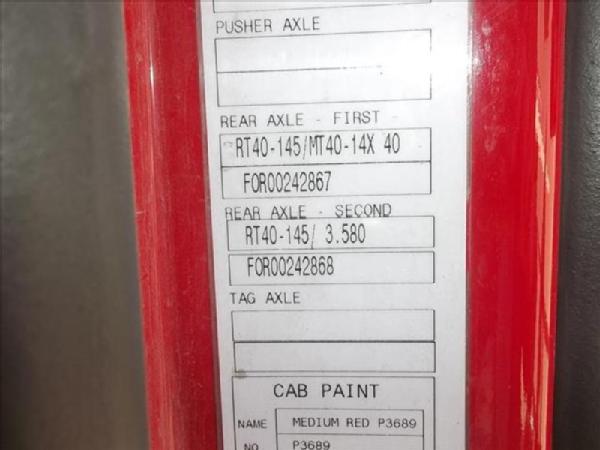 PUSHER AXLE
REAR AXLE - FIRST
RT40-145/MT40-14X 40
FOR00242867
REAR AXLE - SECOND
RT40-145/ 3.580
FOR00242868
TAG AXLE
CAB PAINT
NAME MEDIUM RED P3689
NO P3689